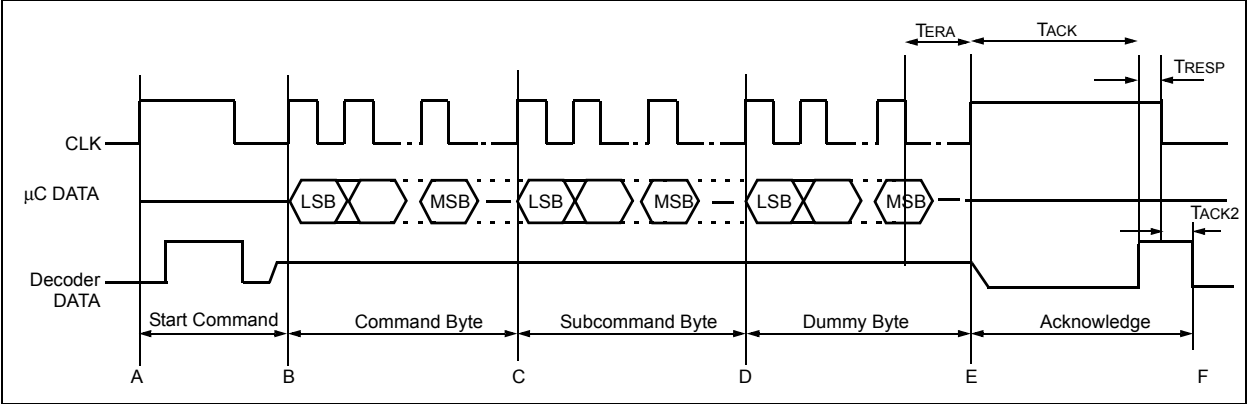 TERA
TACK
TRESP
CLK
μC DATA
LSB
MSB
LSB
MSB
LSB
MSB
TACK2
Decoder
DATA
Start Command
Command Byte
Subcommand Byte
Dummy Byte
Acknowledge
A
B
C
D
E
F